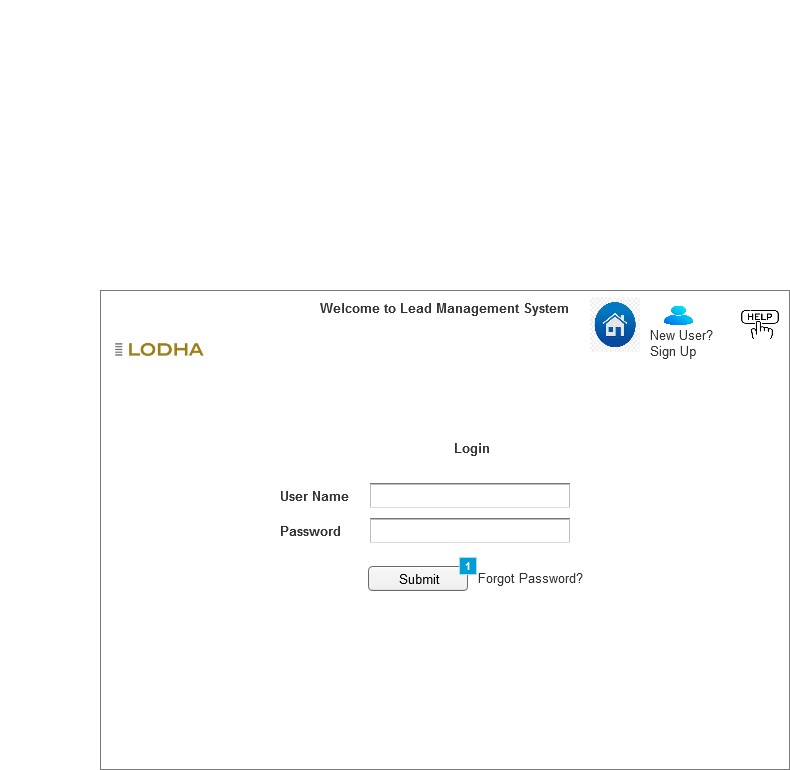 Welcome to Lead Management System
HELP
New User?
Sign Up
LODHA
Login
User Name
Password
1
Submit
Forgot Password?